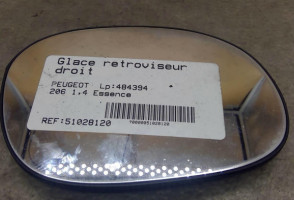 Glace retroviseur
droit
PEUGEOT Lp:484394
206 1.4 Essence
REF:51028120